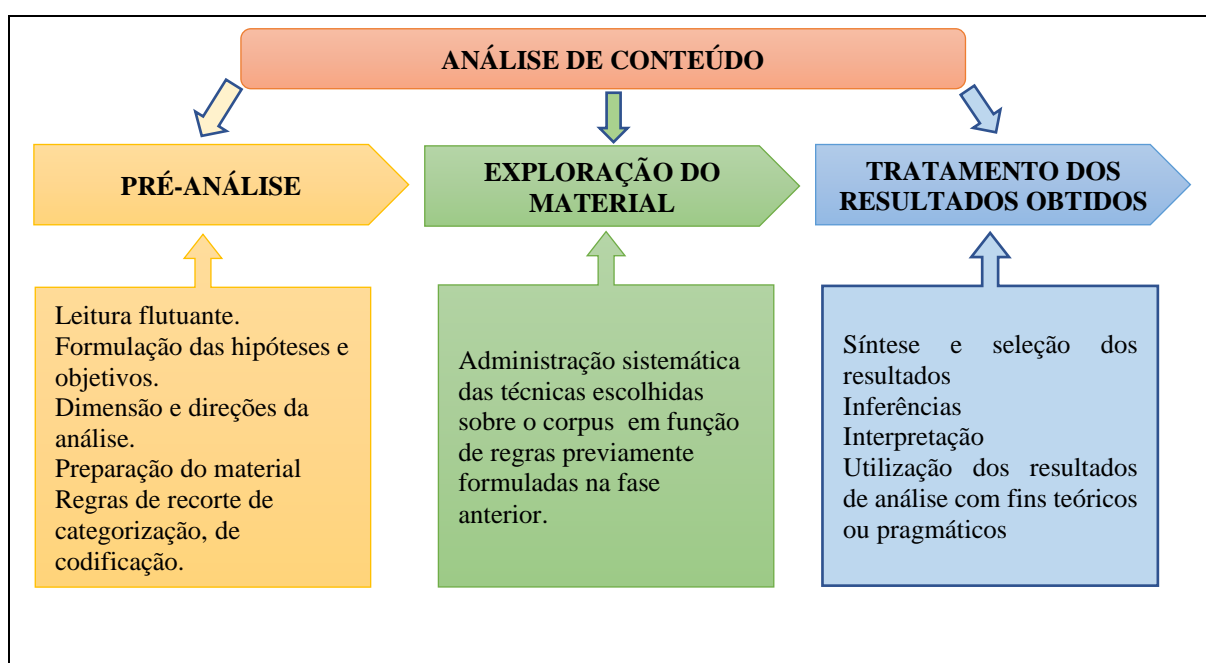 ANÁLISE DE CONTEÚDO
PRÉ-ANÁLISE
EXPLORAÇÃO DO
MATERIAL
TRATAMENTO DOS
RESULTADOS OBTIDOS
Leitura flutuante.
Formulação das hipóteses e
objetivos.
Dimensão e direções da
análise.
Preparação do material
Regras de recorte de
categorização, de
codificação.
Administração sistemática
das técnicas escolhidas
sobre o corpus em função
de regras previamente
formuladas na fase
anterior.
Síntese e seleção dos
resultados
Inferências
Interpretação
Utilização dos resultados
de análise com fins teóricos
ou pragmáticos